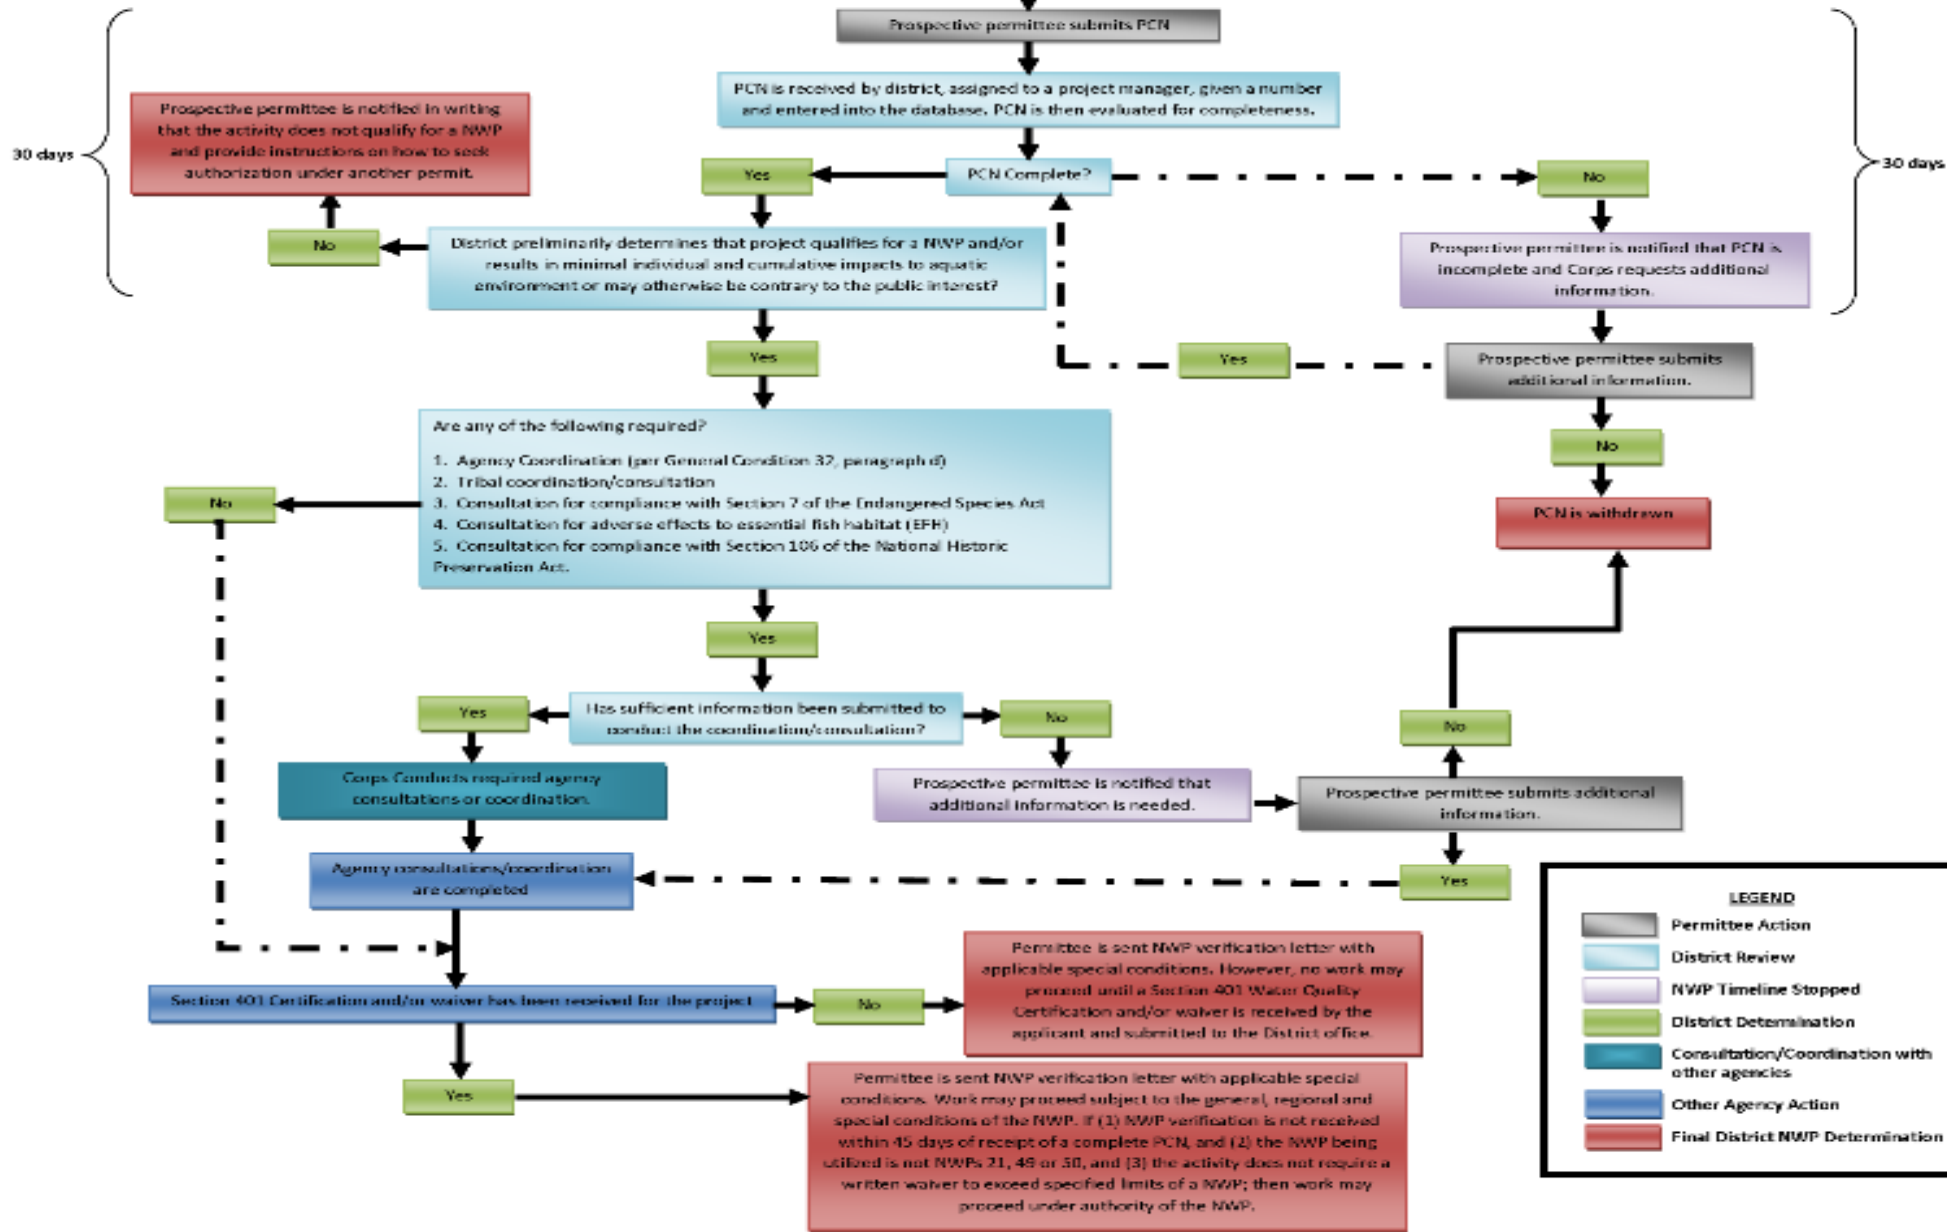 Prospective permittee submits PCN
PCN is received by district, assigned to a project manager, given a number
and entered into the database. PCN is then evaluated for completeness.
Prospective permittee is notified in writing
that the activity does not qualify for a NWP
and provide instructions on how to seek
authorization under another permit.
30 days
30 days
Yes
PCN Complete?
No
No
District preliminarily determines that project qualifies for a NWP and/or
results in minimal individual and cumulative impacts to aquatic
environment or may otherwise be contrary to the public interest?
Prospective permittee is notified that PCN is
incomplete and Corps requests additional
information.
Yes
Yes
Prospective permittee submits
additional information.
No
PCN is withdrawn
Are any of the following required?
1. Agency Coordination (per General Condition 32, paragraph d)
2. Tribal coordination/consultation
3. Consultation for compliance with Section 7 of the Endangered Species Act
4. Consultation for adverse effects to essential fish habitat (EFH)
5. Consultation for compliance with Section 106 of the National Historic
Preservation Act.
No
Yes
Yes
Has sufficient information been submitted to
conduct the coordination/consultation?
No
No
Corps Conducts required agency
consultations or coordination.
Prospective permittee is notified that
additional information is needed.
Prospective permittee submits additional
information.
Agency consultations/coordination
are completed
Yes
Section 401 Certification and/or waiver has been received for the project
No
Permittee is sent NWP verification letter with
applicable special conditions. However, no work may
proceed until a Section 401 Water Quality
Certification and/or waiver is received by the
applicant and submitted to the District office.
Yes
Permittee is sent NWP verification letter with applicable special
conditions. Work may proceed subject to the general, regional and
special conditions of the NWP. If (1) NWP verification is not received
within 45 days of receipt of a complete PCN, and (2) the NWP being
utilized is not NWPs 21, 49 or 50, and (3) the activity does not require a
written waiver to exceed specified limits of a NWP; then work may
proceed under authority of the NWP.
LEGEND
Permittee Action
District Review
NWP Timeline Stopped
District Determination
Consultation/Coordination with
other agencies
Other Agency Action
Final District NWP Determination